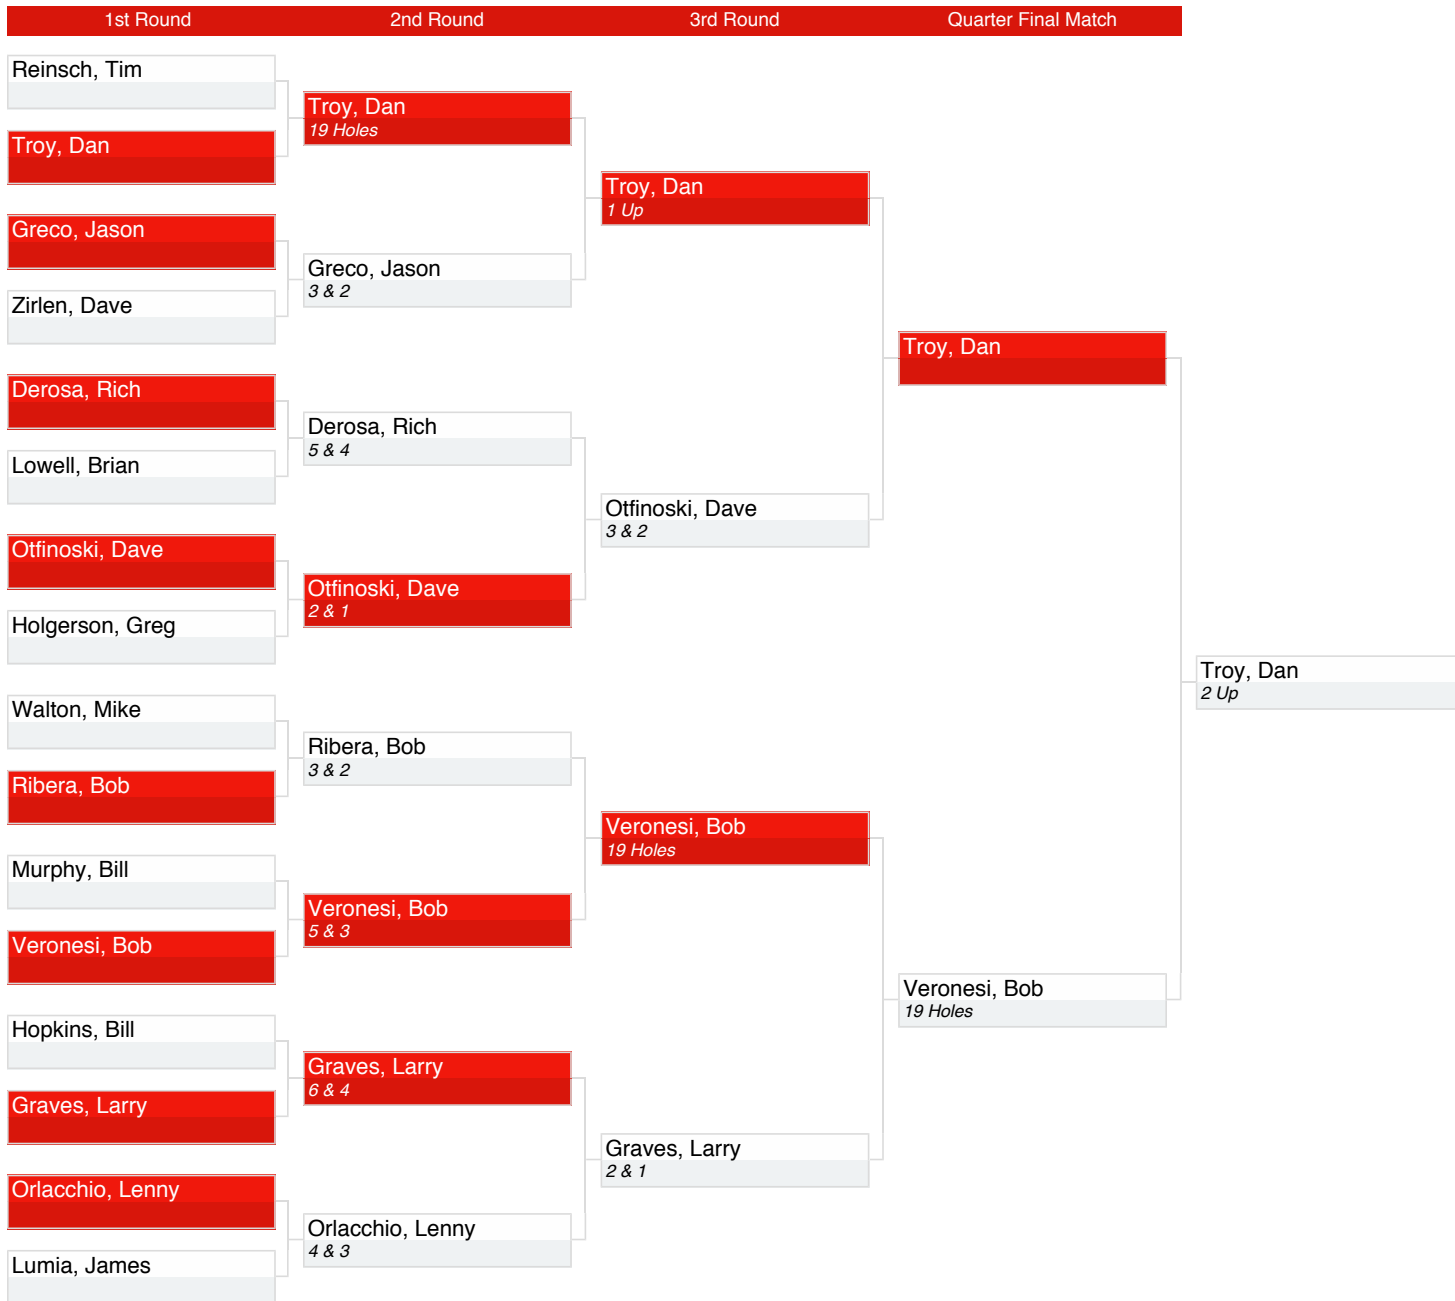 1st Round
2nd Round
3rd Round
Quarter Final Match
Reinsch, Tim
Troy, Dan
Greco, Jason
Zirlen, Dave
Derosa, Rich
Lowell, Brian
Otfinoski, Dave
Holgerson, Greg
Walton, Mike
Ribera, Bob
Murphy, Bill
Veronesi, Bob
Hopkins, Bill
Graves, Larry
Orlacchio, Lenny
Lumia, James
Troy, Dan
19 Holes
Greco, Jason
3 & 2
Derosa, Rich
5 & 4
Otfinoski, Dave
2 & 1
Ribera, Bob
3 & 2
Veronesi, Bob
5 & 3
Graves, Larry
6 & 4
Orlacchio, Lenny
4 & 3
Troy, Dan
1 Up
Otfinoski, Dave
3 & 2
Veronesi, Bob
19 Holes
Graves, Larry
2 & 1
Troy, Dan
Veronesi, Bob
19 Holes
Troy, Dan
2 Up